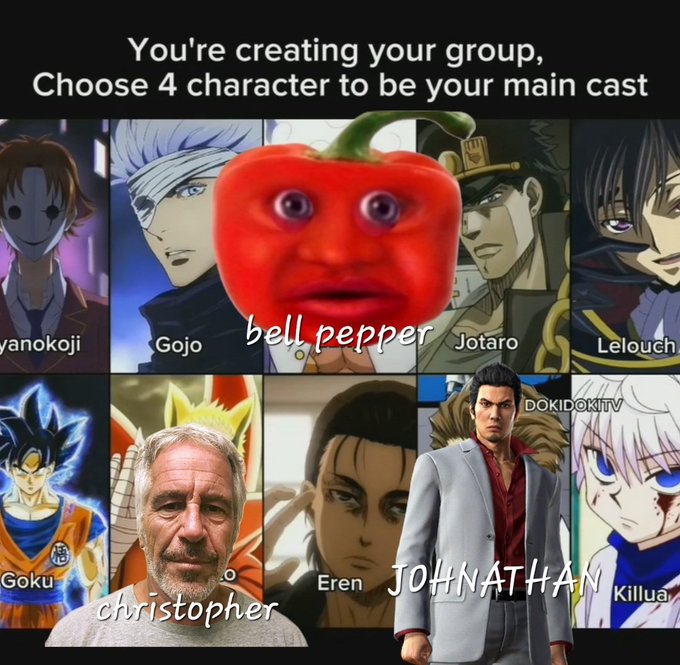 You're creating your group,
Choose 4 character to be your main cast
yanokoji
Gojo
bell pepper
Jotaro
Lelouch
DOKIDOKITV
Goku
christopher
o
Eren
JOHNATHAN
Killua